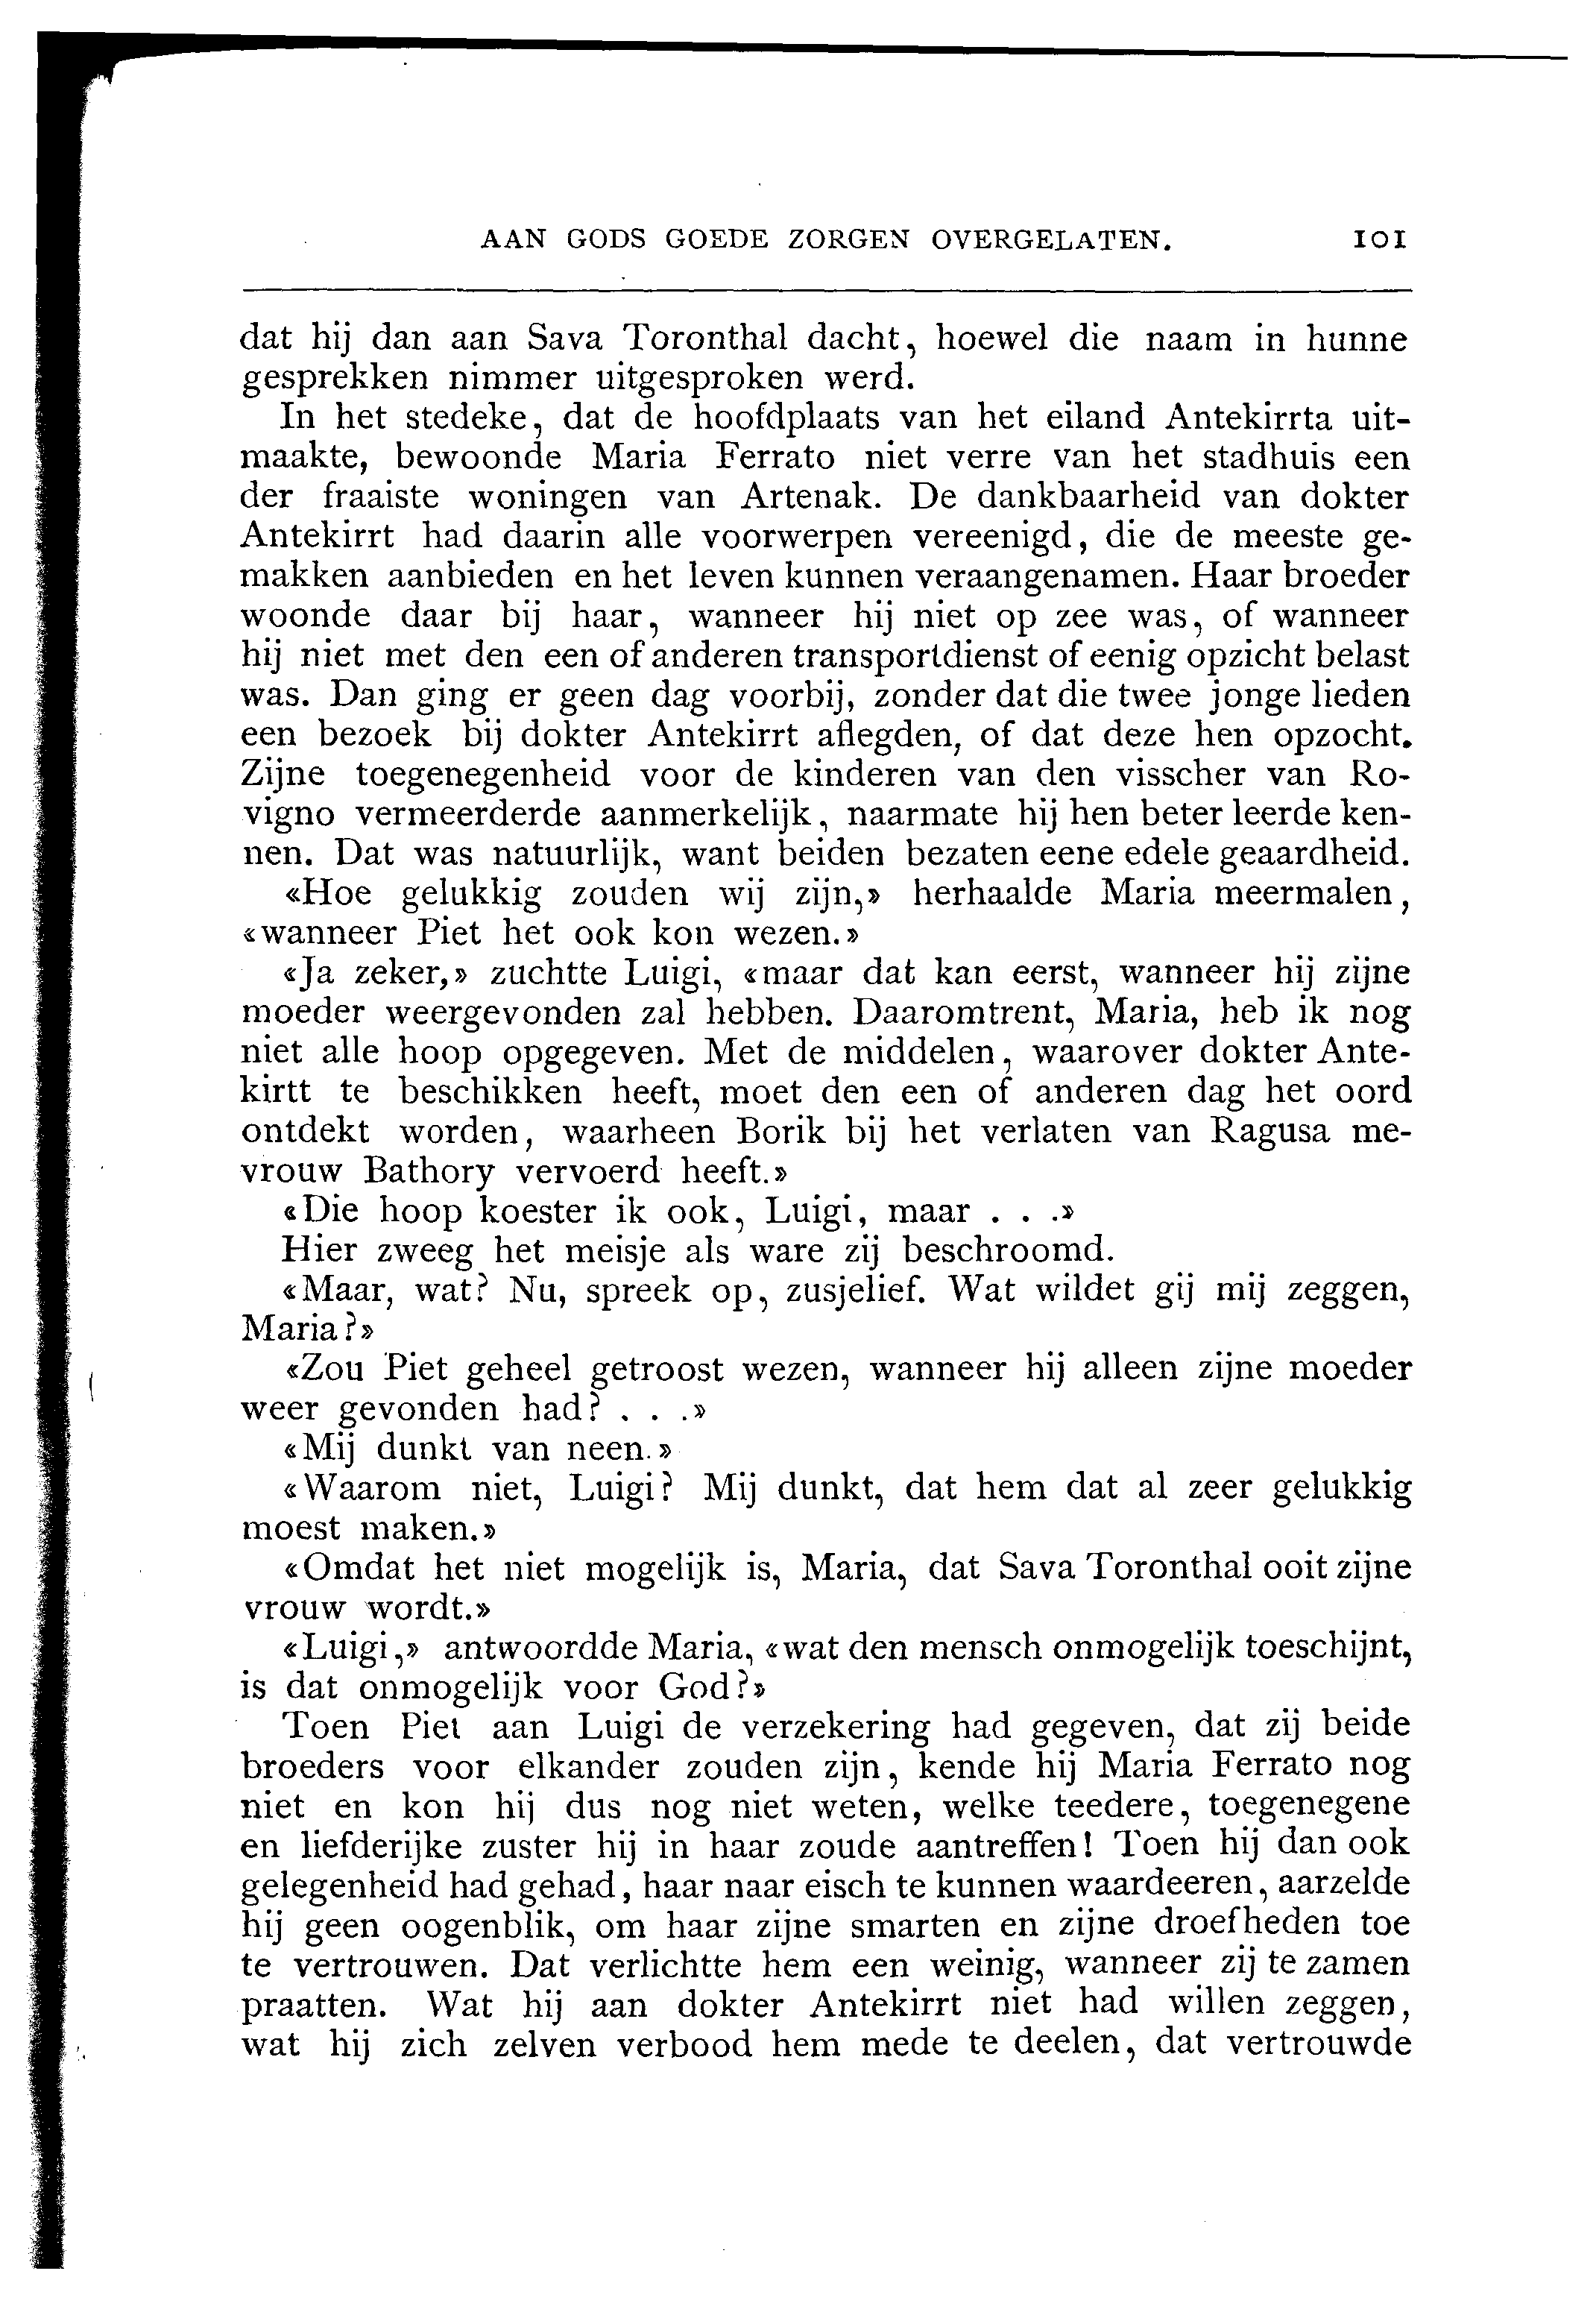 AAN GODS GOEDE ZORGEN OVERGELATEN. 101
dat hij dan aan Sava Toronthal dacht, hoewel die naam in hunne
gesprekken nimmer uitgesproken werd.
In het stedeke, dat de hoofdplaats van het eiland Antekirrta uit-
maakte, bewoonde Maria Ferrato niet verre van het stadhuis een
der fraaiste woningen van Artenak. De dankbaarheid van dokter
Antekirrt had daarin alle voorwerpen vereenigd, die de meeste ge-
makken aanbieden en het leven kunnen veraangenamen. Haar broeder
woonde daar bij haar, wanneer hij niet op zee was, of wanneer
hij niet met den een of anderen transportdienst of eenig opzicht belast
was. Dan ging er geen dag voorbij, zonder dat die twee jonge lieden
een bezoek bij dokter Antekirrt aflegden, of dat deze hen opzocht.
Zijne toegenegenheid voor de kinderen van den visscher van Ro-
vigno vermeerderde aanmerkelijk, naarmate hij hen beter leerde ken-
nen. Dat was natuurlijk, want beiden bezaten eene edele geaardheid.
«Hoe gelukkig zouden wij zijn,» herhaalde Maria meermalen,
«wanneer Piet het ook kon wezen.»
«Ja zeker,» zuchtte Luigi, «maar dat kan eerst, wanneer hij zijne
moeder weergevonden zal hebben. Daaromtrent, Maria, heb ik nog
niet alle hoop opgegeven. Met de middelen, waarover dokter Ante-
kirtt te beschikken heeft, moet den een of anderen dag het oord
ontdekt worden, waarheen Borik bij het verlaten van Ragusa me-
vrouw Bathory vervoerd heeft.»
«Die hoop koester ik ook, Luigi, maar . . .»
Hier zweeg het meisje als ware zij beschroomd.
«Maar, wat? Nu, spreek op, zusjelief. Wat wildet gij mij zeggen,
Maria?»
«Zou Piet geheel getroost wezen, wanneer hij alleen zijne moeder
weer gevonden had? . . .»
«Mij dunkt van neen.»
«Waarom niet, Luigi? Mij dunkt, dat hem dat al zeer gelukkig
moest maken.»
«Omdat het niet mogelijk is, Maria, dat Sava Toronthal ooit zijne
vrouw wordt.»
«Luigi,» antwoordde Maria, «wat den mensch onmogelijk toeschijnt,
is dat onmogelijk voor God?»
Toen Piet aan Luigi de verzekering had gegeven, dat zij beide
broeders voor elkander zouden zijn, kende hij Maria Ferrato nog
niet en kon hij dus nog niet weten, welke teedere, toegenegene
en liefderijke zuster hij in haar zoude aantreffen! Toen hij dan ook
gelegenheid had gehad, haar naar eisch te kunnen waardeeren, aarzelde
hij geen oogenblik, om haar zijne smarten en zijne droefheden toe
te vertrouwen. Dat verlichtte hem een weinig, wanneer zij te zamen
praatten. Wat hij aan dokter Antekirrt niet had willen zeggen,
wat hij zich zelven verbood hem mede te deelen, dat vertrouwde